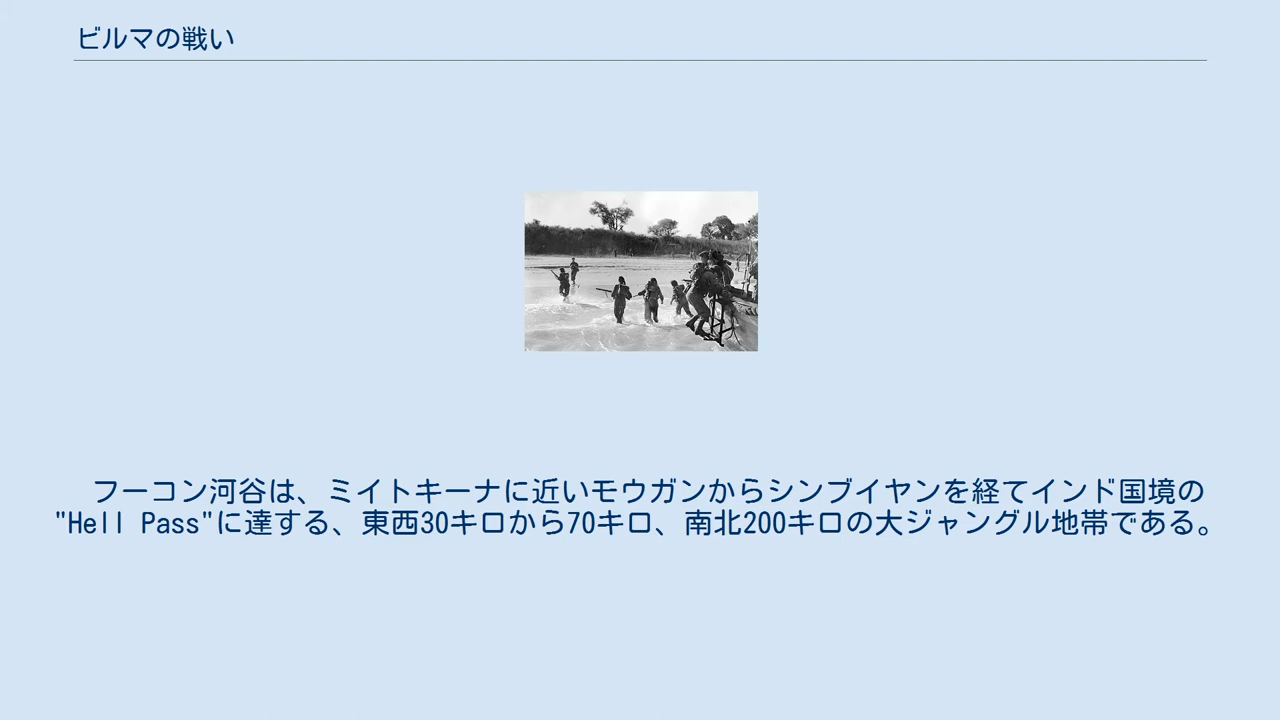 ビルマの戦い
フーコン河谷は、ミイトキーナに近いモウガンからシンブイヤンを経てインド国境の
"Hell Pass"に達する、東西30キロから70キロ、南北200キロの大ジャングル地帯である。